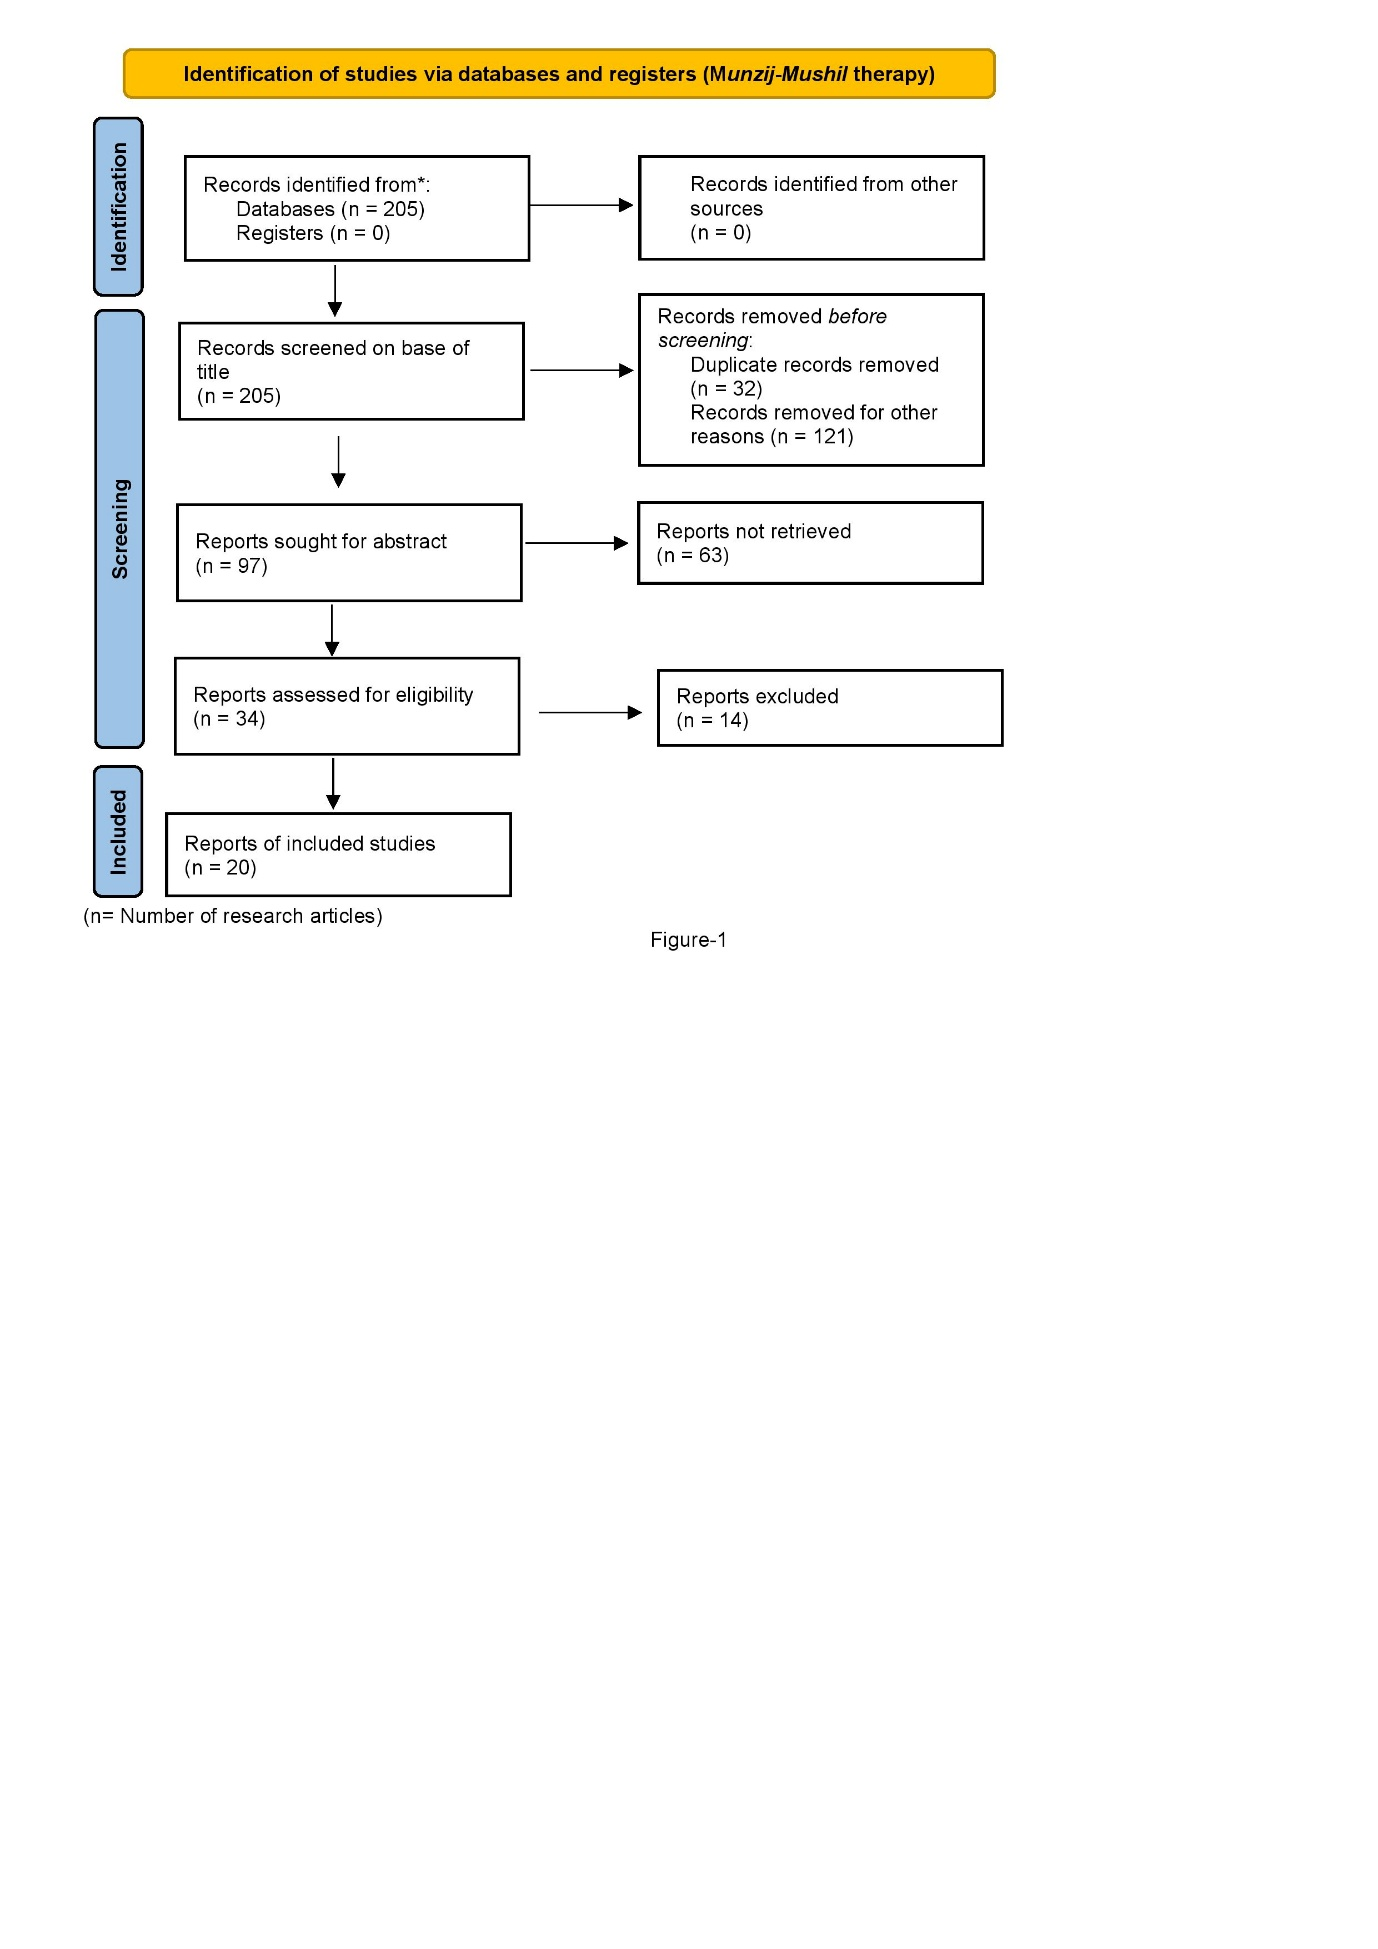 Identification of studies via databases and registers (Munzij-Mushil therapy)
Identification
Records identified from*:
Databases (n = 205)
Registers (n = 0)
Records identified from other
sources
(n = 0)
Screening
Records screened on base of
title
(n = 205)
Records removed before
screening:
Duplicate records removed
(n = 32)
Records removed for other
reasons (n = 121)
Reports sought for abstract
(n = 97)
Reports not retrieved
(n = 63)
Reports assessed for eligibility
(n = 34)
Reports excluded
(n = 14)
Included
Reports of included studies
(n = 20)
(n= Number of research articles)
Figure-1